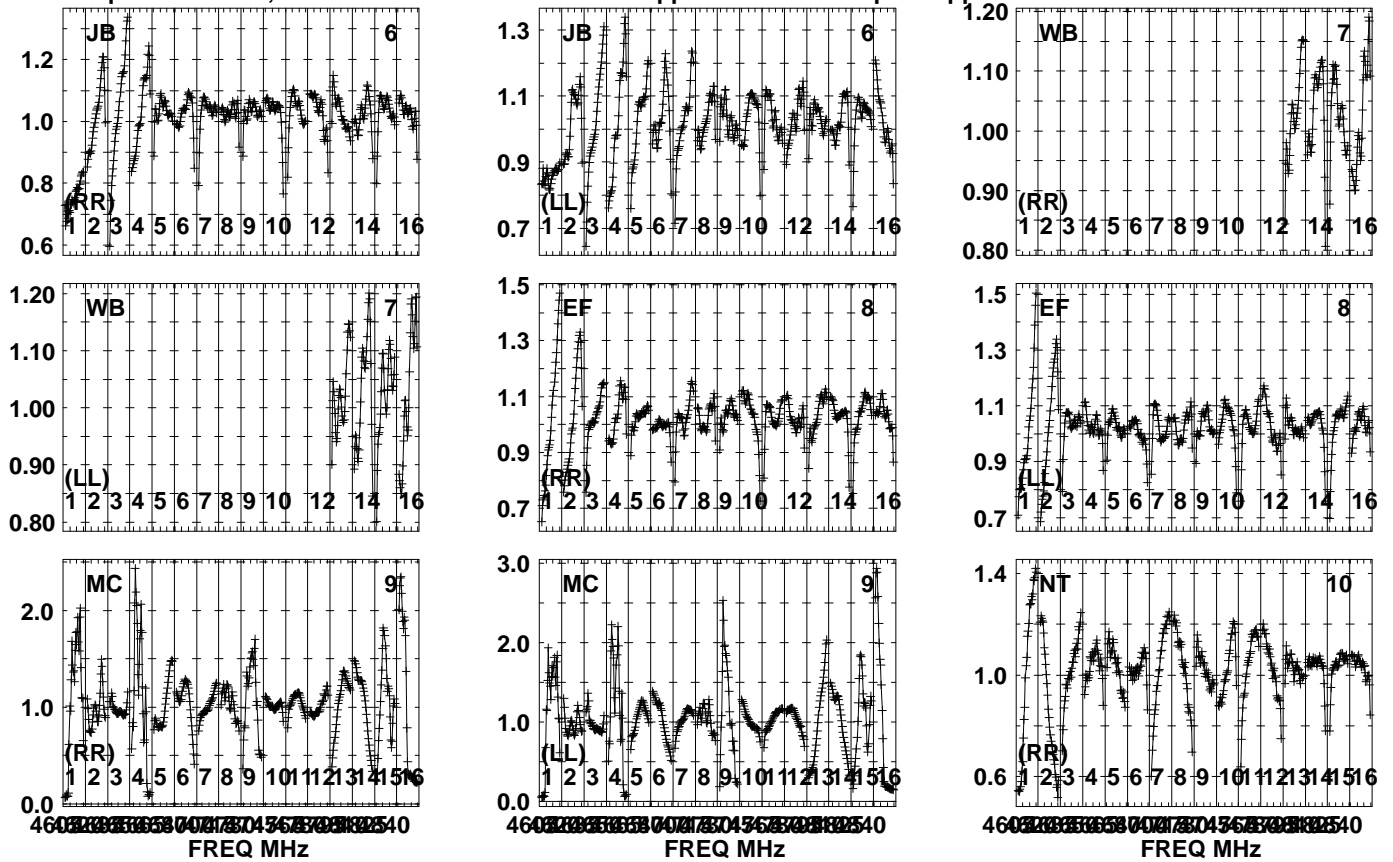 JB 6
1.2
1.0
0.8
0.6
(RR)
1 2 3 4 5 6 7 8 9 10 12 14 16
JB 6
1.3
1.1
0.9
0.7
(LL)
1 2 3 4 5 6 7 8 9 10 12 14 16
WB 7
1.20
1.10
1.00
0.90
0.80
(RR)
1 2 3 4 5 6 7 8 9 10 12 14 16
WB 7
1.20
1.10
1.00
0.90
0.80
(LL)
1 2 3 4 5 6 7 8 9 10 12 14 16
EF 8
1.5
1.3
1.1
0.9
0.7
(RR)
1 2 3 4 5 6 7 8 9 10 12 14 16
EF 8
1.5
1.3
1.1
0.9
0.7
(LL)
1 2 3 4 5 6 7 8 9 10 12 14 16
MC 9
2.0
1.0
0.0
(RR)
1 2 3 4 5 6 7 8 9 10 11 12 13 14 15 16
FREQ MHz
MC 9
3.0
2.0
1.0
0.0
(LL)
1 2 3 4 5 6 7 8 9 10 11 12 13 14 15 16
FREQ MHz
NT 10
1.4
1.0
0.6
(RR)
1 2 3 4 5 6 7 8 9 10 11 12 13 14 15 16
FREQ MHz